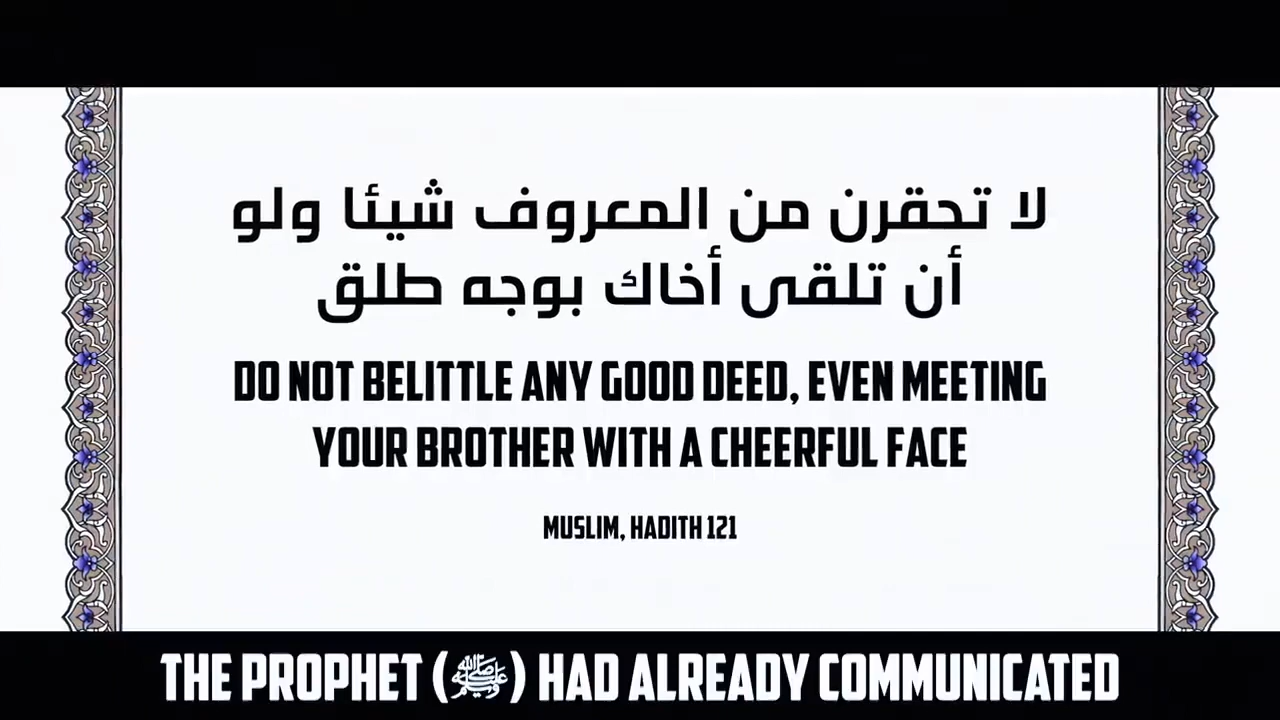 لا تحقرن من المعروف شيئا ولو
أن تلقى أخاك بوجه طلق
DO NOT BELITTLE ANY GOOD DEED, EVEN MEETING
YOUR BROTHER WITH A CHEERFUL FACE
MUSLIM, HADITH 121
THE PROPHET (ﷺ) HAD ALREADY COMMUNICATED